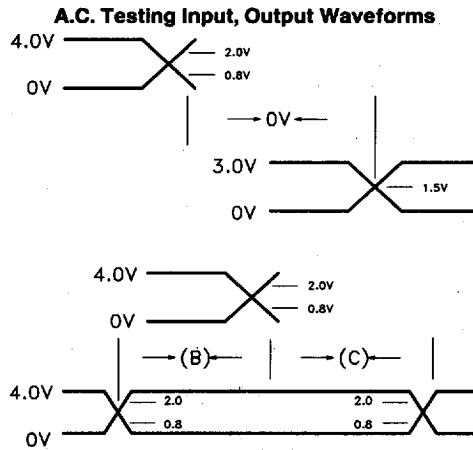 A.C. Testing Input, Output Waveforms
4.0V
2.0V
0.8V
0V
0V
3.0V
1.5V
0V
4.0V
2.0V
0.8V
0V
(B) (C)
4.0V
2.0 2.0
0.8 0.8
0V